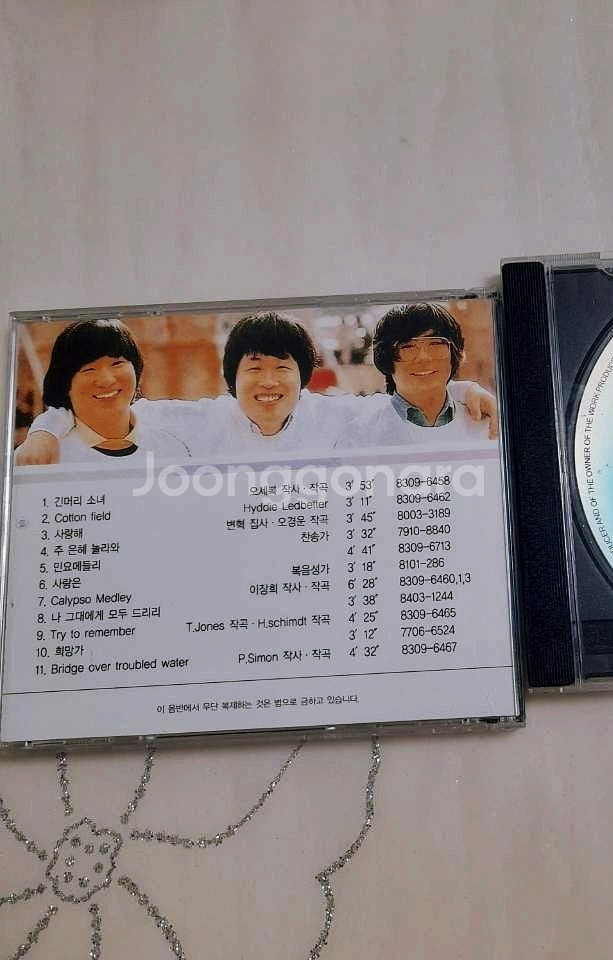 Joonggonara
1. 긴머리 소녀 오세복 작사 · 작곡 3′ 53″ 8309-6458
2. Cotton field Hyddie Ledbetter 3′ 11″ 8309-6462
3. 사랑해 변혁 집사 · 오경운 작곡 3′ 45″ 8003-3189
4. 주 은혜 놀라와 찬송가 3′ 32″ 7910-8840
5. 민요메들리 4′ 41″ 8309-6713
6. 사랑은 복음성가 3′ 18″ 8101-286
7. Calypso Medley 이장희 작사 · 작곡 6′ 28″ 8309-6460,1,3
8. 나 그대에게 모두 드리리 3′ 38″ 8403-1244
9. Try to remember T.Jones 작곡 · H.schimdt 작곡 4′ 25″ 8309-6465
10. 희망가 3′ 12″ 7706-6524
11. Bridge over troubled water P.Simon 작사 · 작곡 4′ 32″ 8309-6467
이 음반에서 무단 복제하는 것은 법으로 금하고 있습니다.
AND OF THE OWNER OF THE WORK